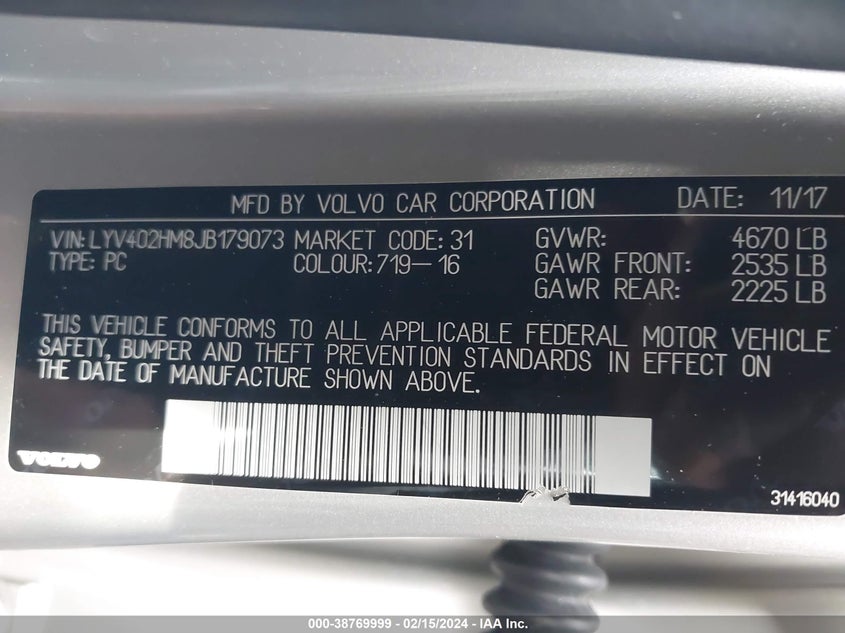 MFD BY VOLVO CAR CORPORATION DATE: 11/17
VIN: LYV402HM8JB179073 MARKET CODE: 31 GVWR: 4670 LB
TYPE: PC COLOUR: 719-16 GAWR FRONT: 2535 LB
GAWR REAR: 2225 LB
THIS VEHICLE CONFORMS TO ALL APPLICABLE FEDERAL MOTOR VEHICLE
SAFETY, BUMPER AND THEFT PREVENTION STANDARDS IN EFFECT ON
THE DATE OF MANUFACTURE SHOWN ABOVE.
VOLVO
31416040
000-38769999 - 02/15/2024 - IAA Inc.